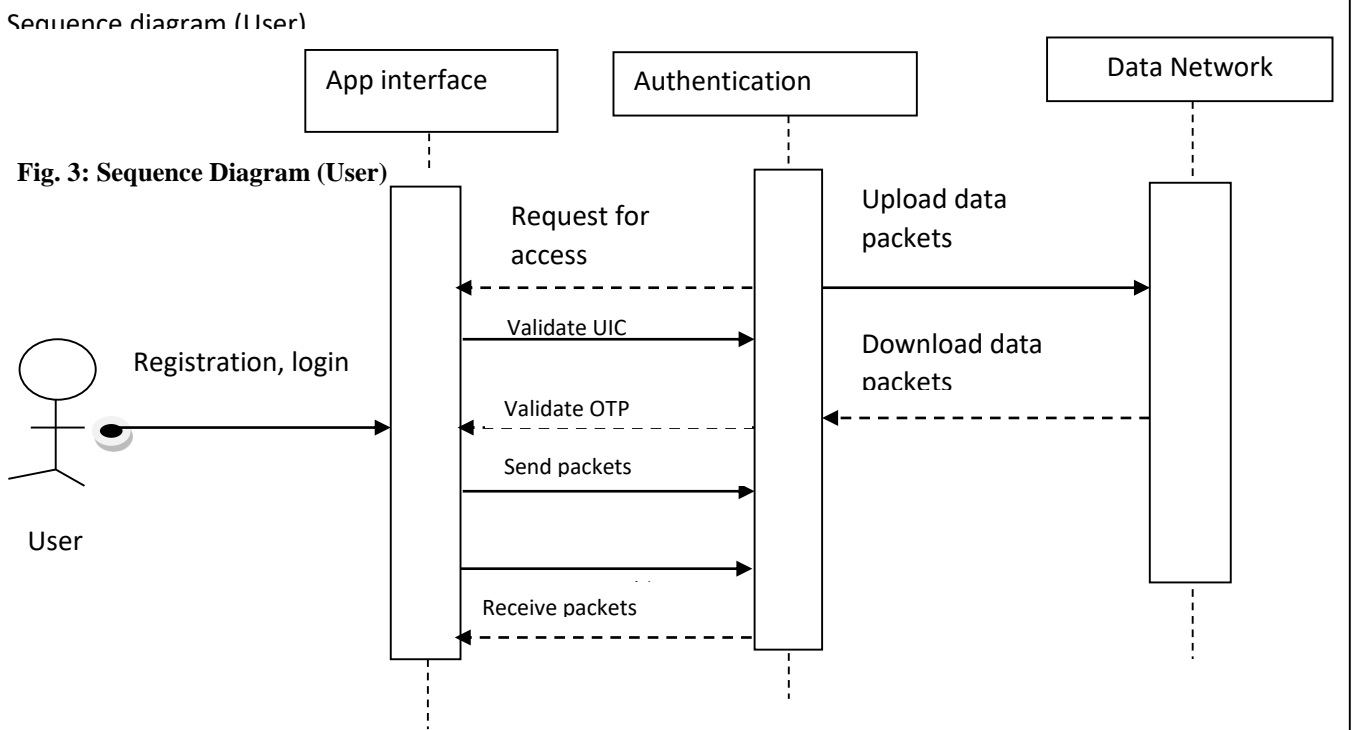 Sequence diagram (User)
App interface
Authentication
Data Network
Fig. 3: Sequence Diagram (User)
Request for
access
Upload data
packets
Validate UIC
Download data
packets
Registration, login
Validate OTP
Send packets
User
Receive packets